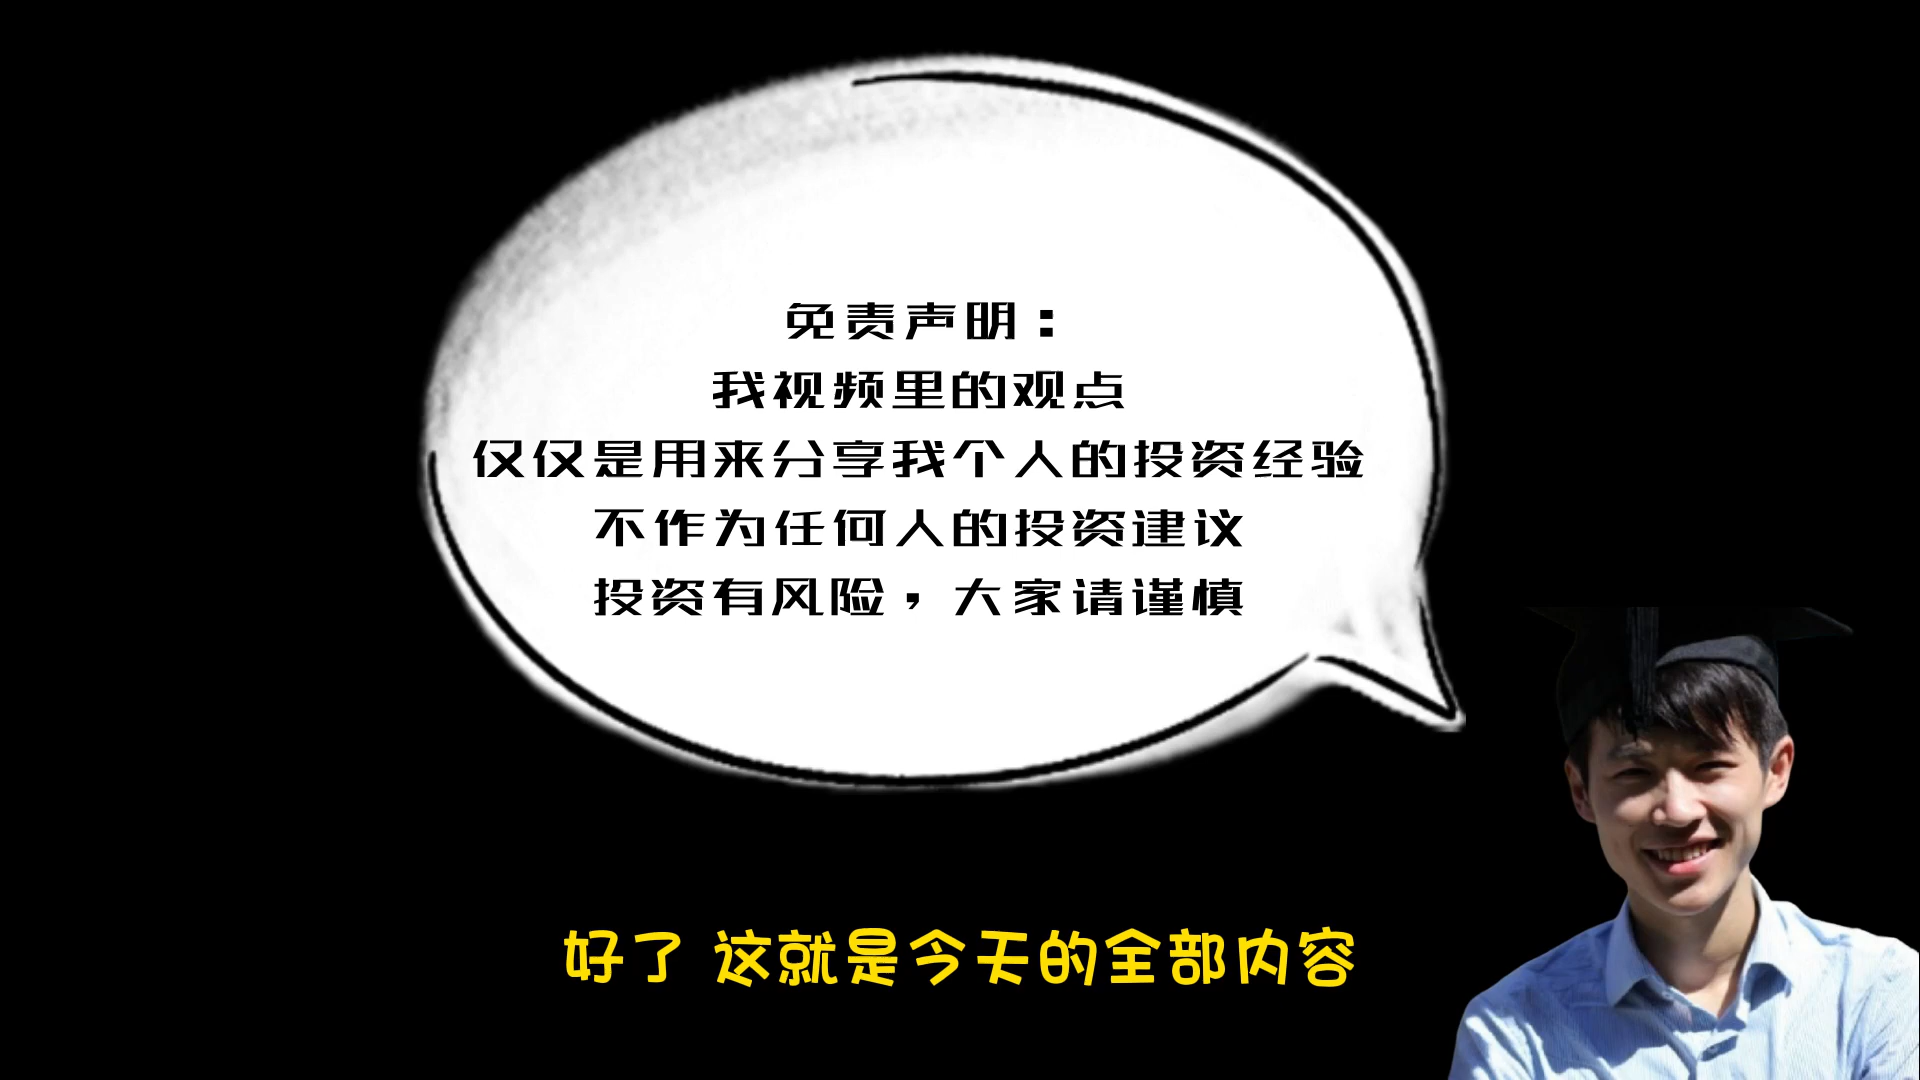 免责声明：
我视频里的观点
仅仅是用来分享我个人的投资经验
不作为任何人的投资建议
投资有风险，大家请谨慎
好了 这就是今天的全部内容